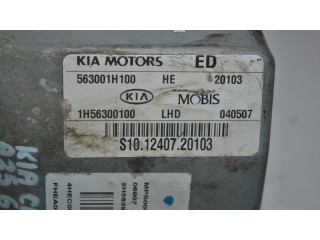 KIA MOTORS ED
563001H100 HE 20103
KIA MOBIS
1H56300100 LHD 040507
S10.12407.20103